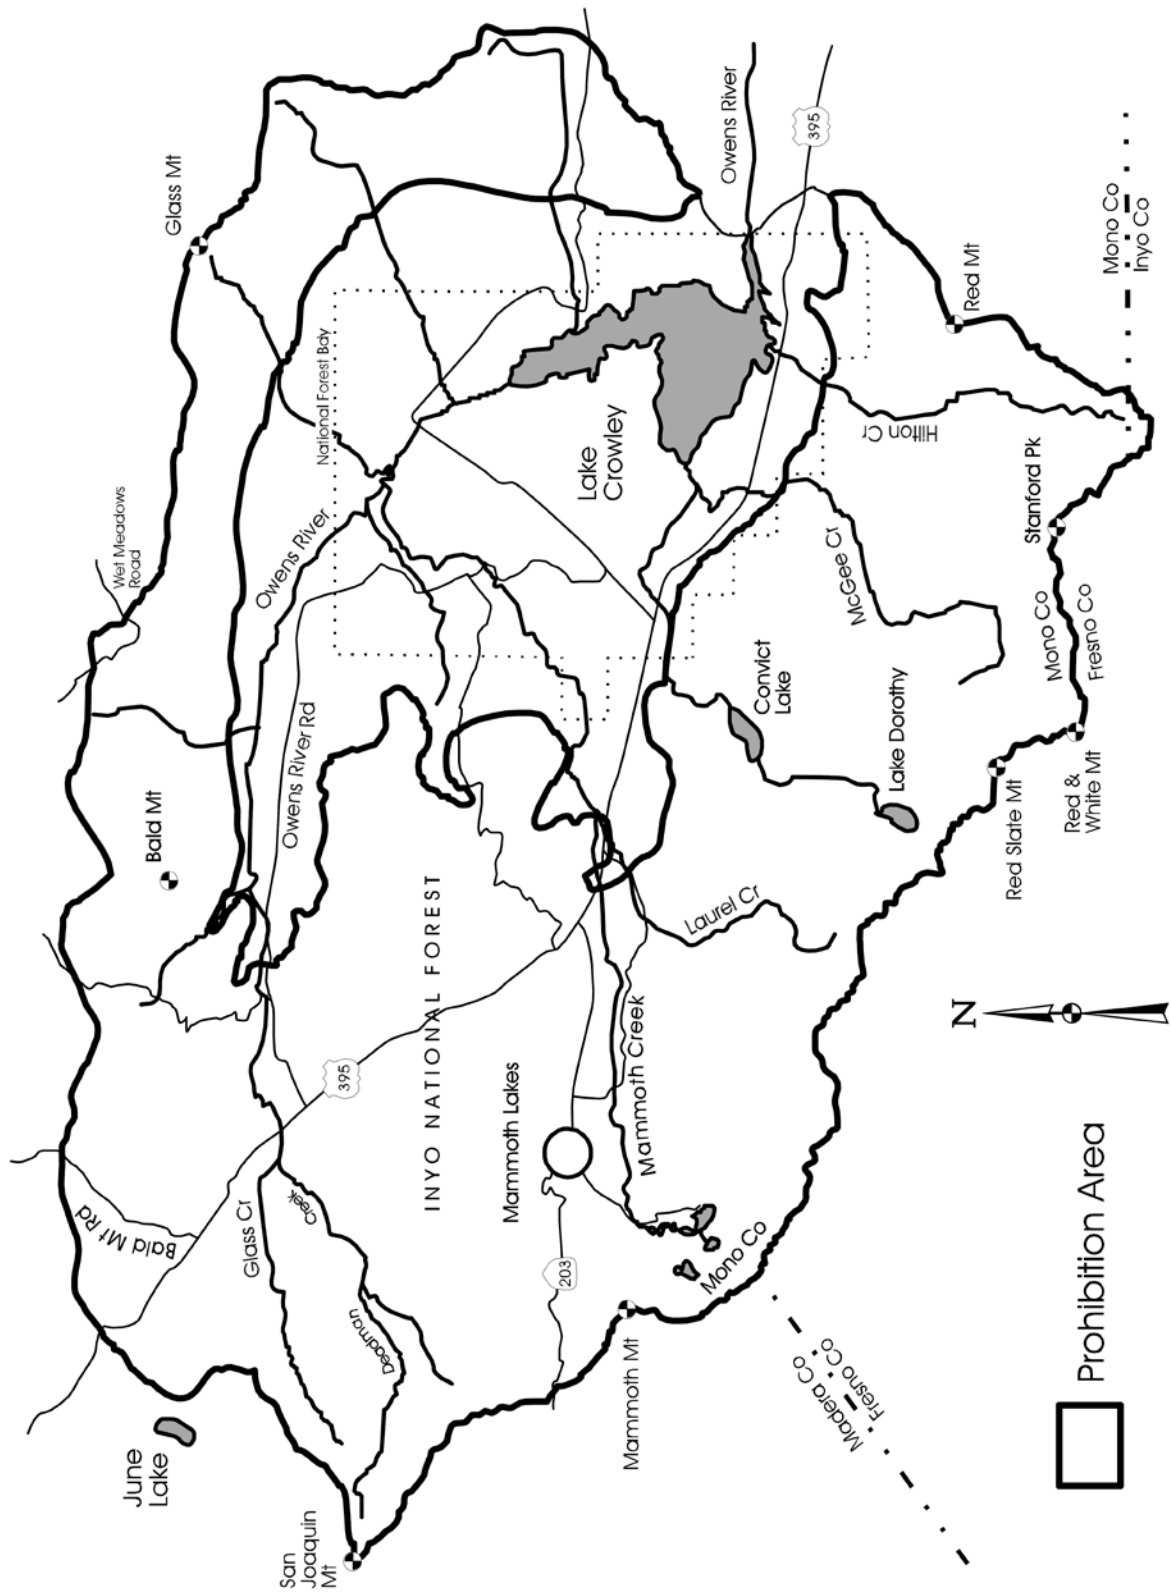 June
Lake
San
Joaquin
Mt
Bald Mt Rd
Glass Cr
Creek
Deadman
395
Bald Mt
Wet Meadows
Road
Glass Mt
Owens River Rd
Owens River
National Forest Bay
INYO NATIONAL FOREST
Mammoth Lakes
203
Mammoth Mt
Mammoth Creek
Mono Co
Laurel Cr
Lake
Crowley
Owens River
395
Convict
Lake
McGee Cr
Hilton Cr
Lake Dorothy
Red Mt
Stanford Pk
Red Slate Mt
Red &
White Mt
Mono Co
Fresno Co
Mono Co
Inyo Co
Madera Co
Fresno Co
N
Prohibition Area